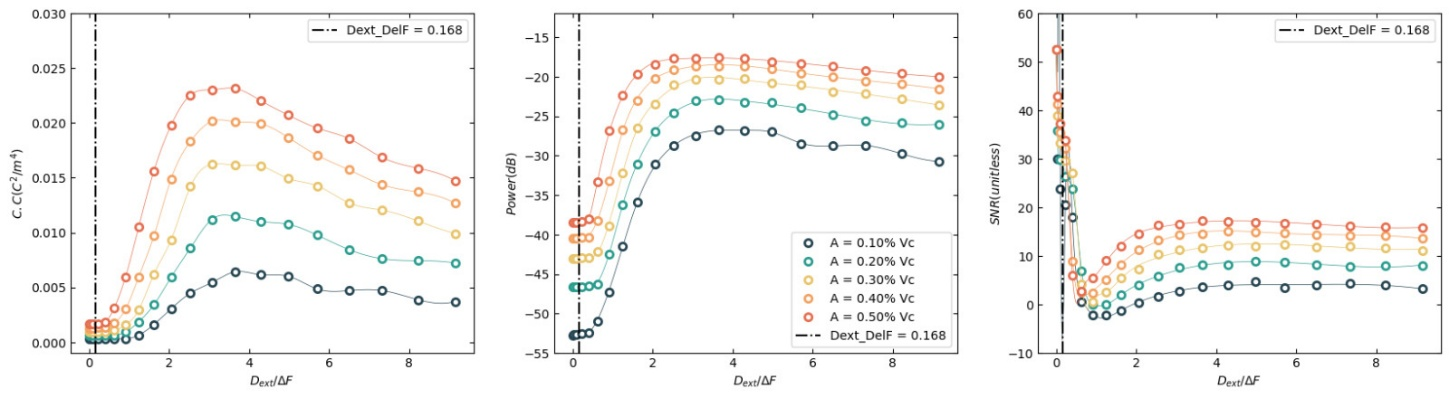 0.030
0.025
0.020
0.015
0.010
0.005
0.000
C.C(C²/m⁴)
Dext_DelF = 0.168
0 2 4 6 8
D_ext/ΔF
−15
−20
−25
−30
−35
−40
−45
−50
−55
Power(dB)
A = 0.10% Vc
A = 0.20% Vc
A = 0.30% Vc
A = 0.40% Vc
A = 0.50% Vc
Dext_DelF = 0.168
0 2 4 6 8
D_ext/ΔF
60
50
40
30
20
10
0
−10
SNR(unitless)
Dext_DelF = 0.168
0 2 4 6 8
D_ext/ΔF